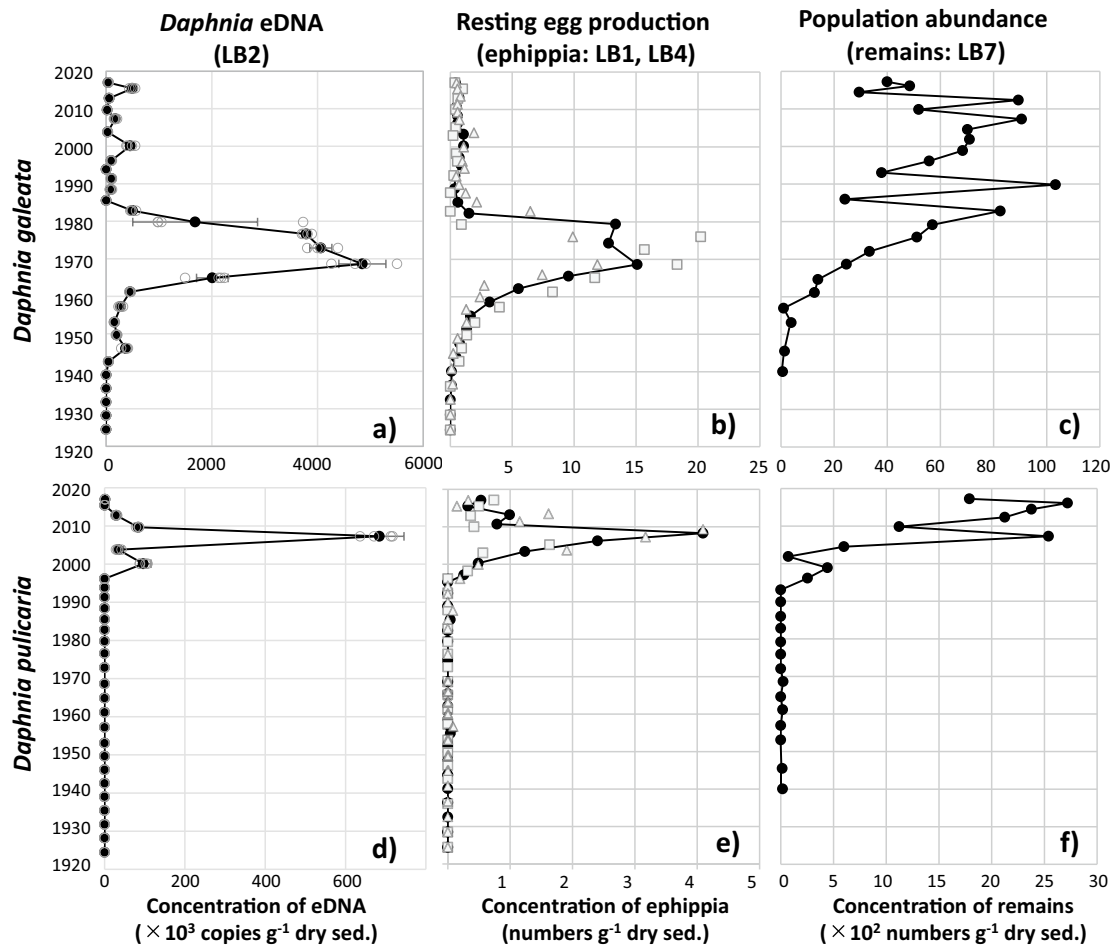 Daphnia eDNA
(LB2)
Resting egg production
(ephippia: LB1, LB4)
Population abundance
(remains: LB7)
Daphnia galeata
2020
2010
2000
1990
1980
1970
1960
1950
1940
1930
1920
a)
b)
c)
0 2000 4000 6000
5 10 15 20 25
0 20 40 60 80 100 120
Daphnia pulicaria
2020
2010
2000
1990
1980
1970
1960
1950
1940
1930
1920
d)
e)
f)
0 200 400 600
1 2 3 4 5
0 5 10 15 20 25 30
Concentration of eDNA
(×10³ copies g⁻¹ dry sed.)
Concentration of ephippia
(numbers g⁻¹ dry sed.)
Concentration of remains
(×10² numbers g⁻¹ dry sed.)